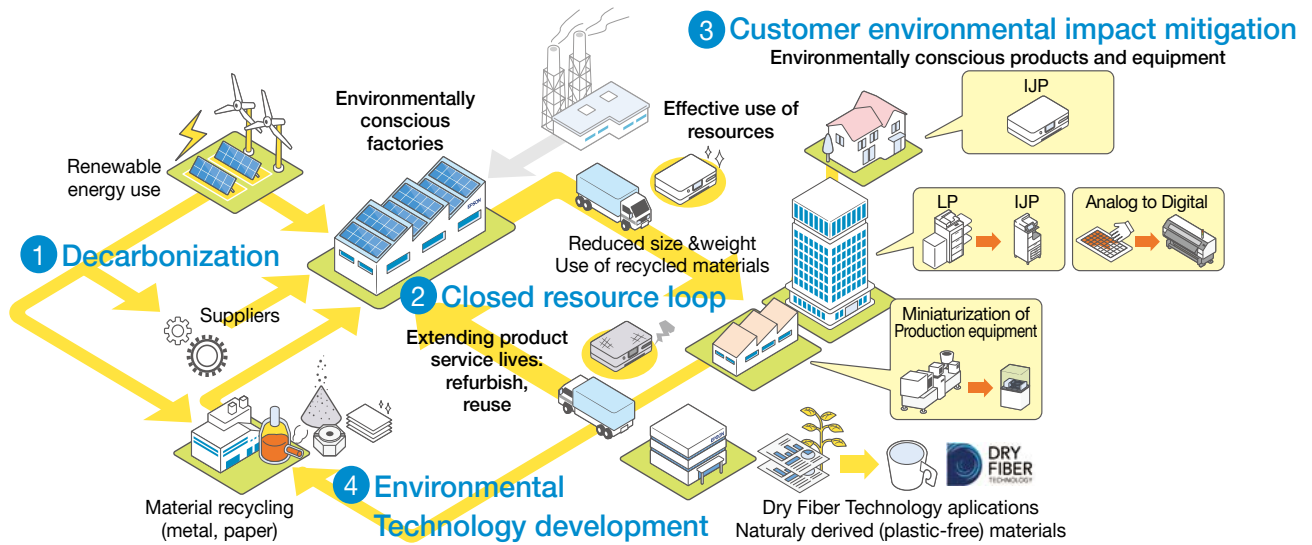 3 Customer environmental impact mitigation
Environmentally conscious products and equipment
IJP
Environmentally
conscious
factories
Effective use of
resources
Renewable
energy use
EPSON
LP
IJP
Analog to Digital
1 Decarbonization
Reduced size &weight
Use of recycled materials
2 Closed resource loop
Suppliers
Extending product
service lives:
refurbish,
reuse
Miniaturization of
Production equipment
EPSON
4 Environmental
Technology development
Material recycling
(metal, paper)
DRY
FIBER
TECHNOLOGY
Dry Fiber Technology aplications
Naturaly derived (plastic-free) materials